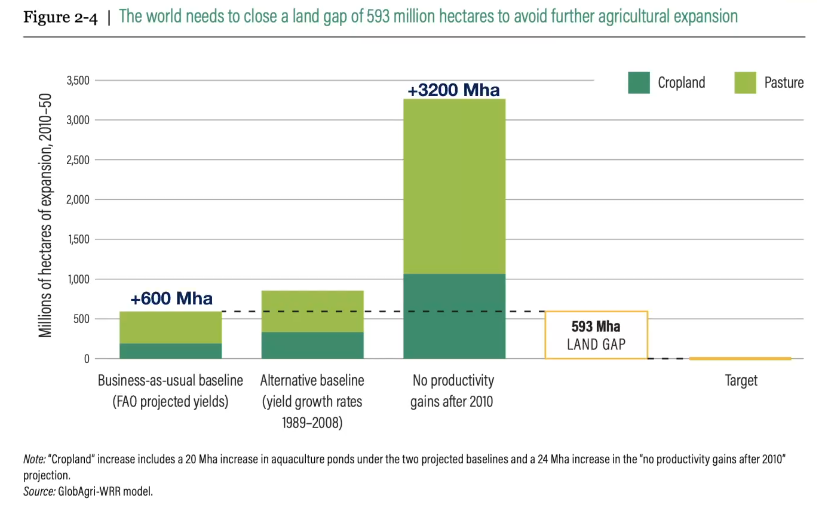 Figure 2-4 | The world needs to close a land gap of 593 million hectares to avoid further agricultural expansion
Millions of hectares of expansion, 2010–50
3,500
3,000
2,500
2,000
1,500
1,000
500
0
Cropland
Pasture
+600 Mha
+3200 Mha
593 Mha
LAND GAP
Business-as-usual baseline
(FAO projected yields)
Alternative baseline
(yield growth rates
1989–2008)
No productivity
gains after 2010
Target
Note: "Cropland" increase includes a 20 Mha increase in aquaculture ponds under the two projected baselines and a 24 Mha increase in the "no productivity gains after 2010"
projection.
Source: GlobAgri-WRR model.